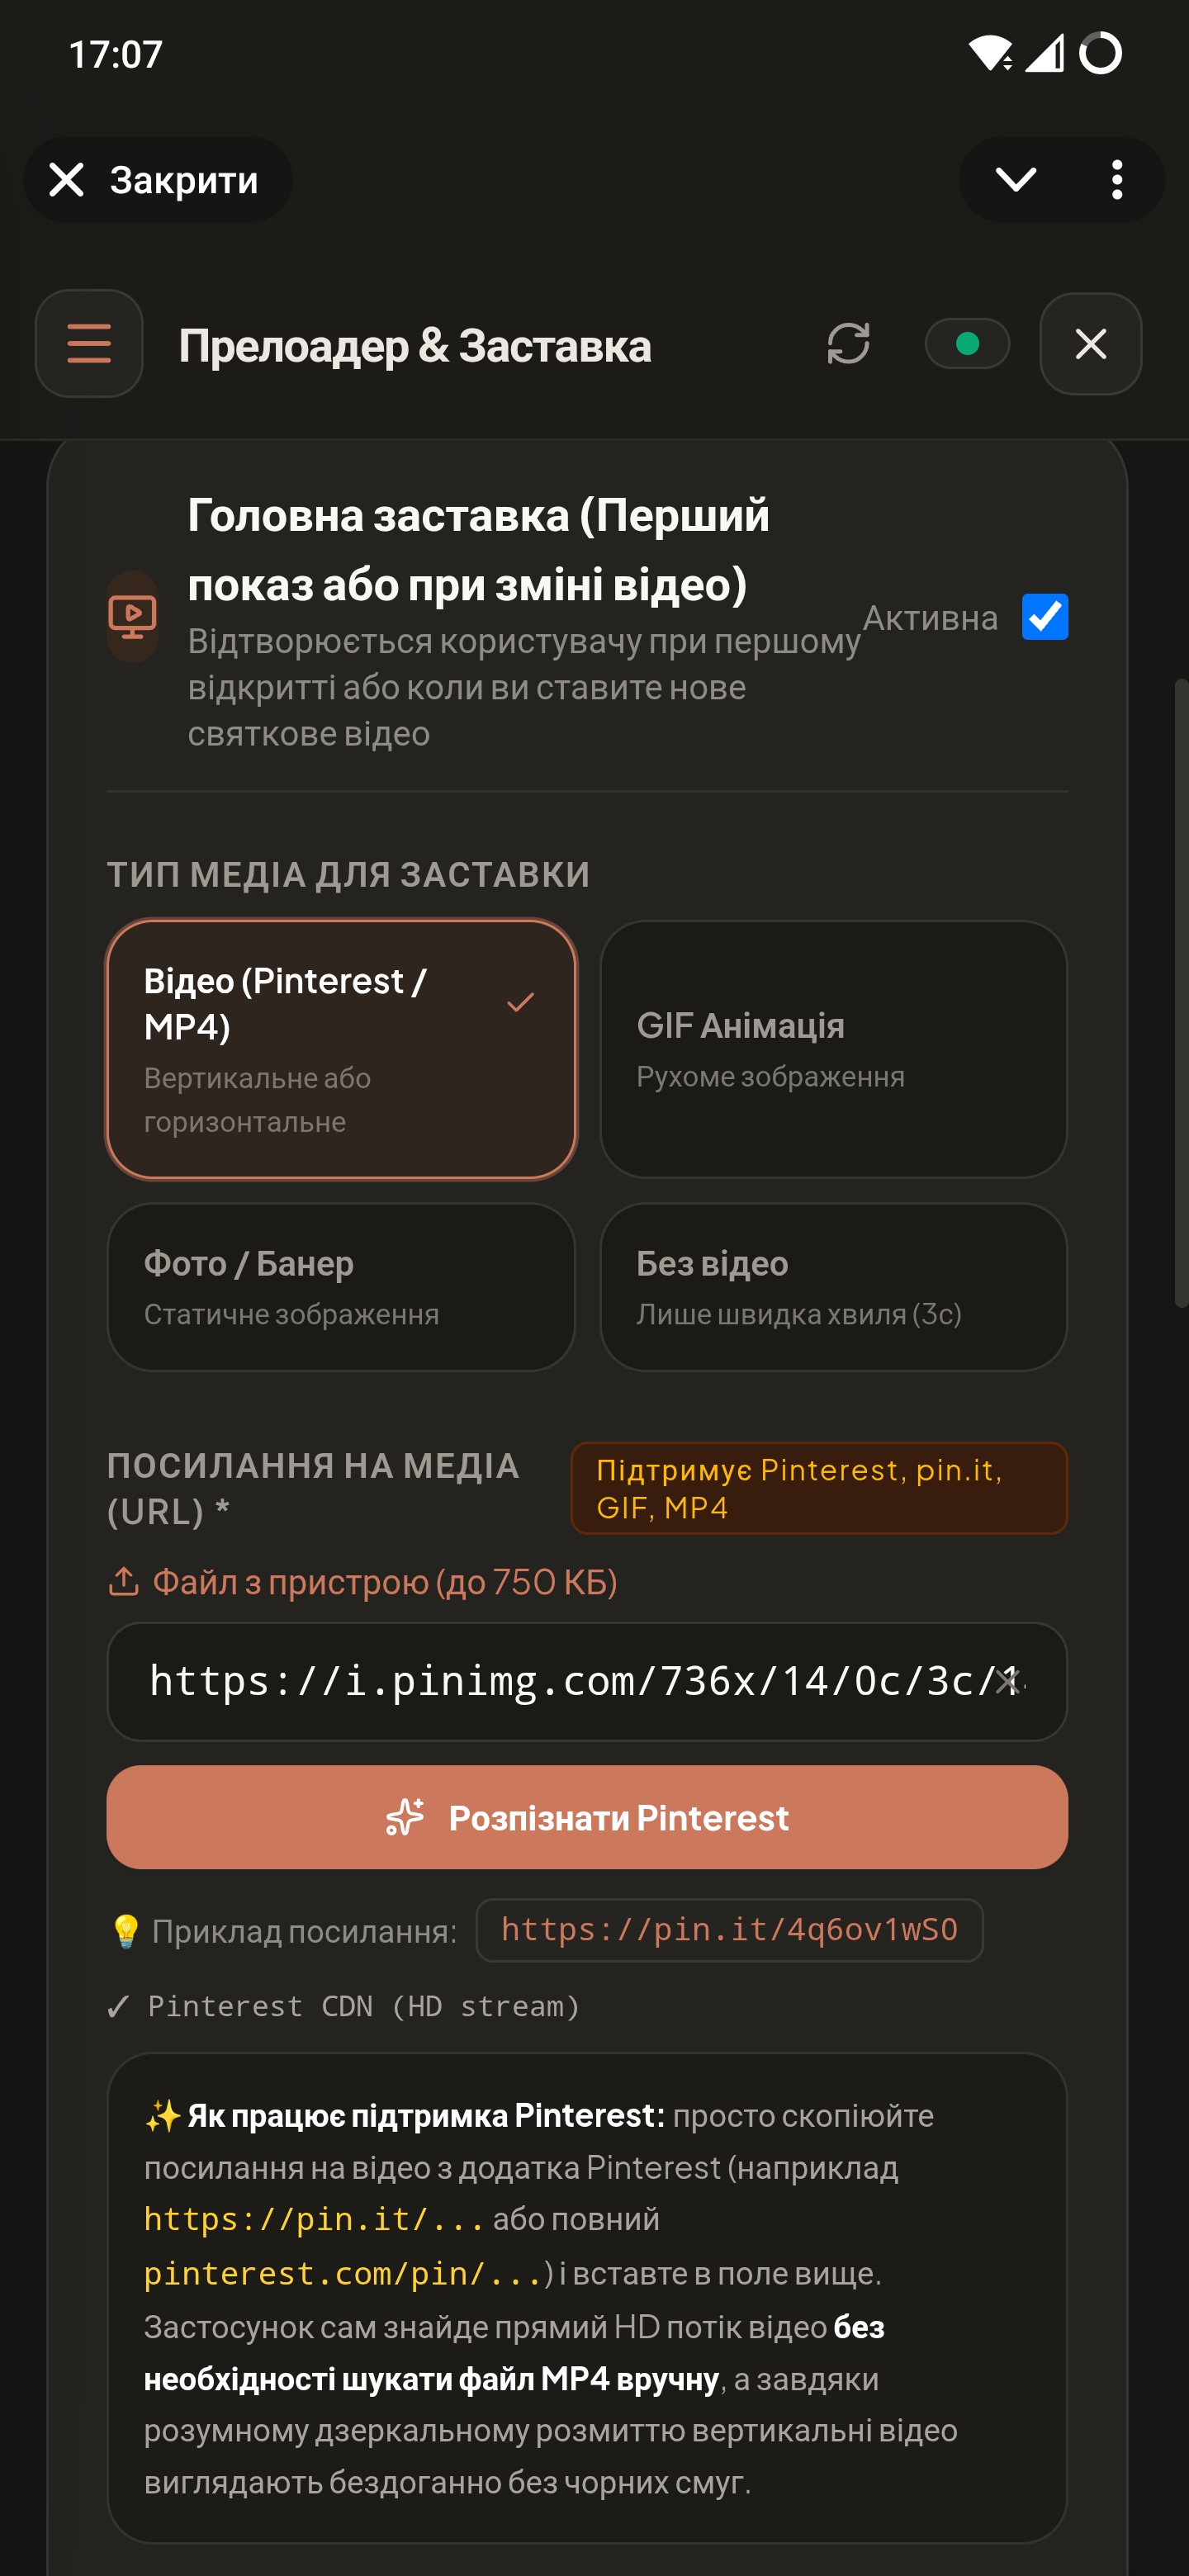 17:07
Закрити
Прелоадер & Заставка
Головна заставка (Перший
показ або при зміні відео)
Відтворюється користувачу при першому
відкритті або коли ви ставите нове
святкове відео
Активна
ТИП МЕДІА ДЛЯ ЗАСТАВКИ
Відео (Pinterest /
MP4)
Вертикальне або
горизонтальне
GIF Анімація
Рухоме зображення
Фото / Банер
Статичне зображення
Без відео
Лише швидка хвиля (3с)
ПОСИЛАННЯ НА МЕДІА
(URL) *
Підтримує Pinterest, pin.it,
GIF, MP4
Файл з пристрою (до 750 КБ)
https://i.pinimg.com/736x/14/0c/3c/1
Розпізнати Pinterest
💡 Приклад посилання: https://pin.it/4q6ov1wS0
✓ Pinterest CDN (HD stream)
✨ Як працює підтримка Pinterest: просто скопіюйте
посилання на відео з додатка Pinterest (наприклад
https://pin.it/... або повний
pinterest.com/pin/...) і вставте в поле вище.
Застосунок сам знайде прямий HD потік відео без
необхідності шукати файл MP4 вручну, а завдяки
розумному дзеркальному розмиттю вертикальні відео
виглядають бездоганно без чорних смуг.